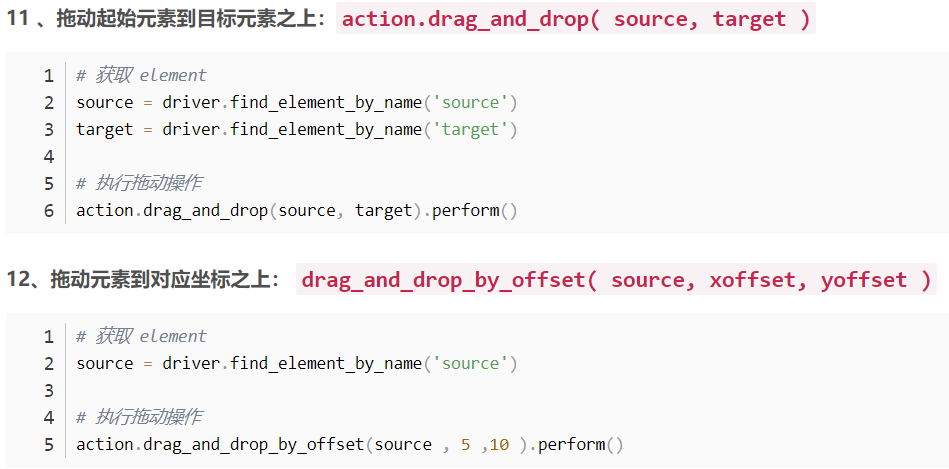 11 、拖动起始元素到目标元素之上： action.drag_and_drop( source, target )
1 # 获取 element
2 source = driver.find_element_by_name('source')
3 target = driver.find_element_by_name('target')
4
5 # 执行拖动操作
6 action.drag_and_drop(source, target).perform()
12、拖动元素到对应坐标之上： drag_and_drop_by_offset( source, xoffset, yoffset )
1 # 获取 element
2 source = driver.find_element_by_name('source')
3
4 # 执行拖动操作
5 action.drag_and_drop_by_offset(source , 5 ,10 ).perform()